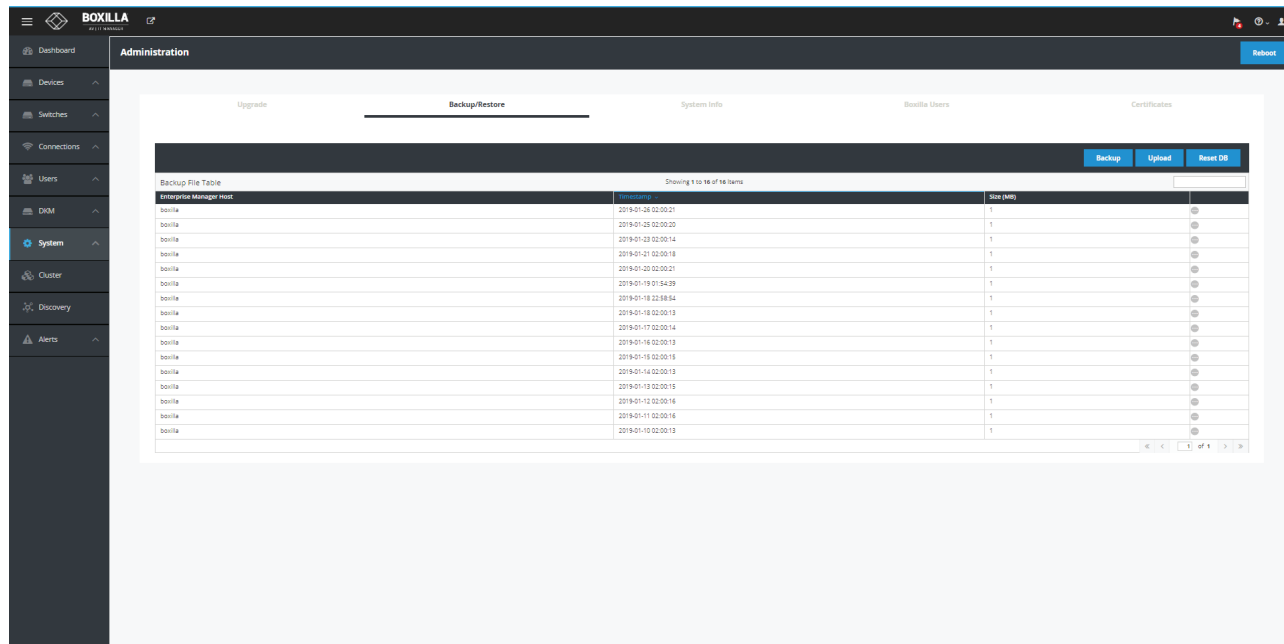 BOXILLA
Dashboard
Administration
Reboot
Devices
Switches
Connections
Users
DKM
System
Cluster
Discovery
Alerts
Upgrade Backup/Restore System Info Boxilla Users Certificates
Backup Upload Reset DB
Backup File Table Showing 1 to 16 of 16 items
Enterprise Manager Host Timestamp Size (MB)
boxilla 2019-01-26 02:00:21 1
boxilla 2019-01-25 02:00:20 1
boxilla 2019-01-23 02:00:14 1
boxilla 2019-01-21 02:00:18 1
boxilla 2019-01-20 02:00:21 1
boxilla 2019-01-19 01:54:39 1
boxilla 2019-01-18 22:58:54 1
boxilla 2019-01-18 02:00:13 1
boxilla 2019-01-17 02:00:14 1
boxilla 2019-01-16 02:00:13 1
boxilla 2019-01-15 02:00:15 1
boxilla 2019-01-14 02:00:13 1
boxilla 2019-01-13 02:00:15 1
boxilla 2019-01-12 02:00:16 1
boxilla 2019-01-11 02:00:16 1
boxilla 2019-01-10 02:00:13 1
« < 1 of 1 > »